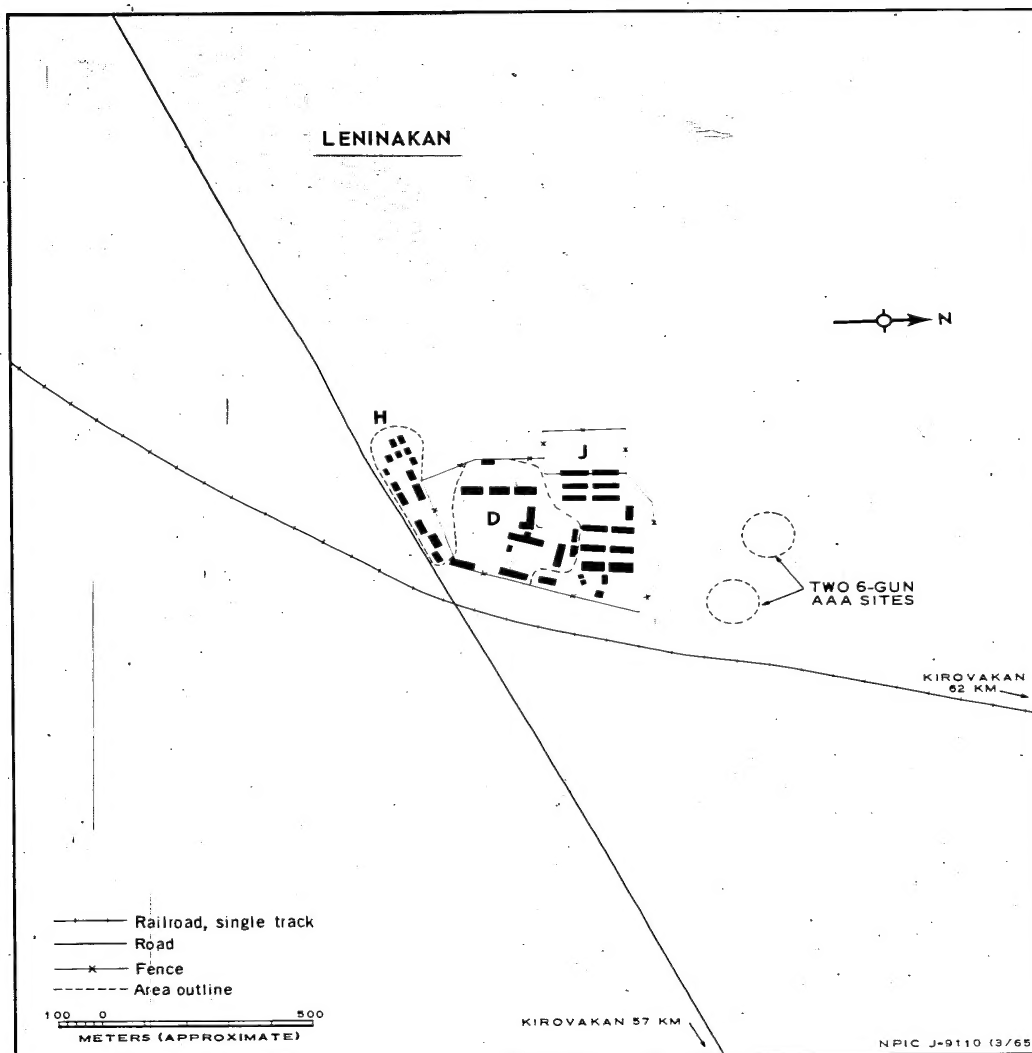 LENINAKAN
N
H
J
D
TWO 6-GUN
AAA SITES
KIROVAKAN
62 KM
Railroad, single track
Road
Fence
Area outline
100 0 500
METERS (APPROXIMATE)
KIROVAKAN 57 KM
NPIC J-9110 (3/65